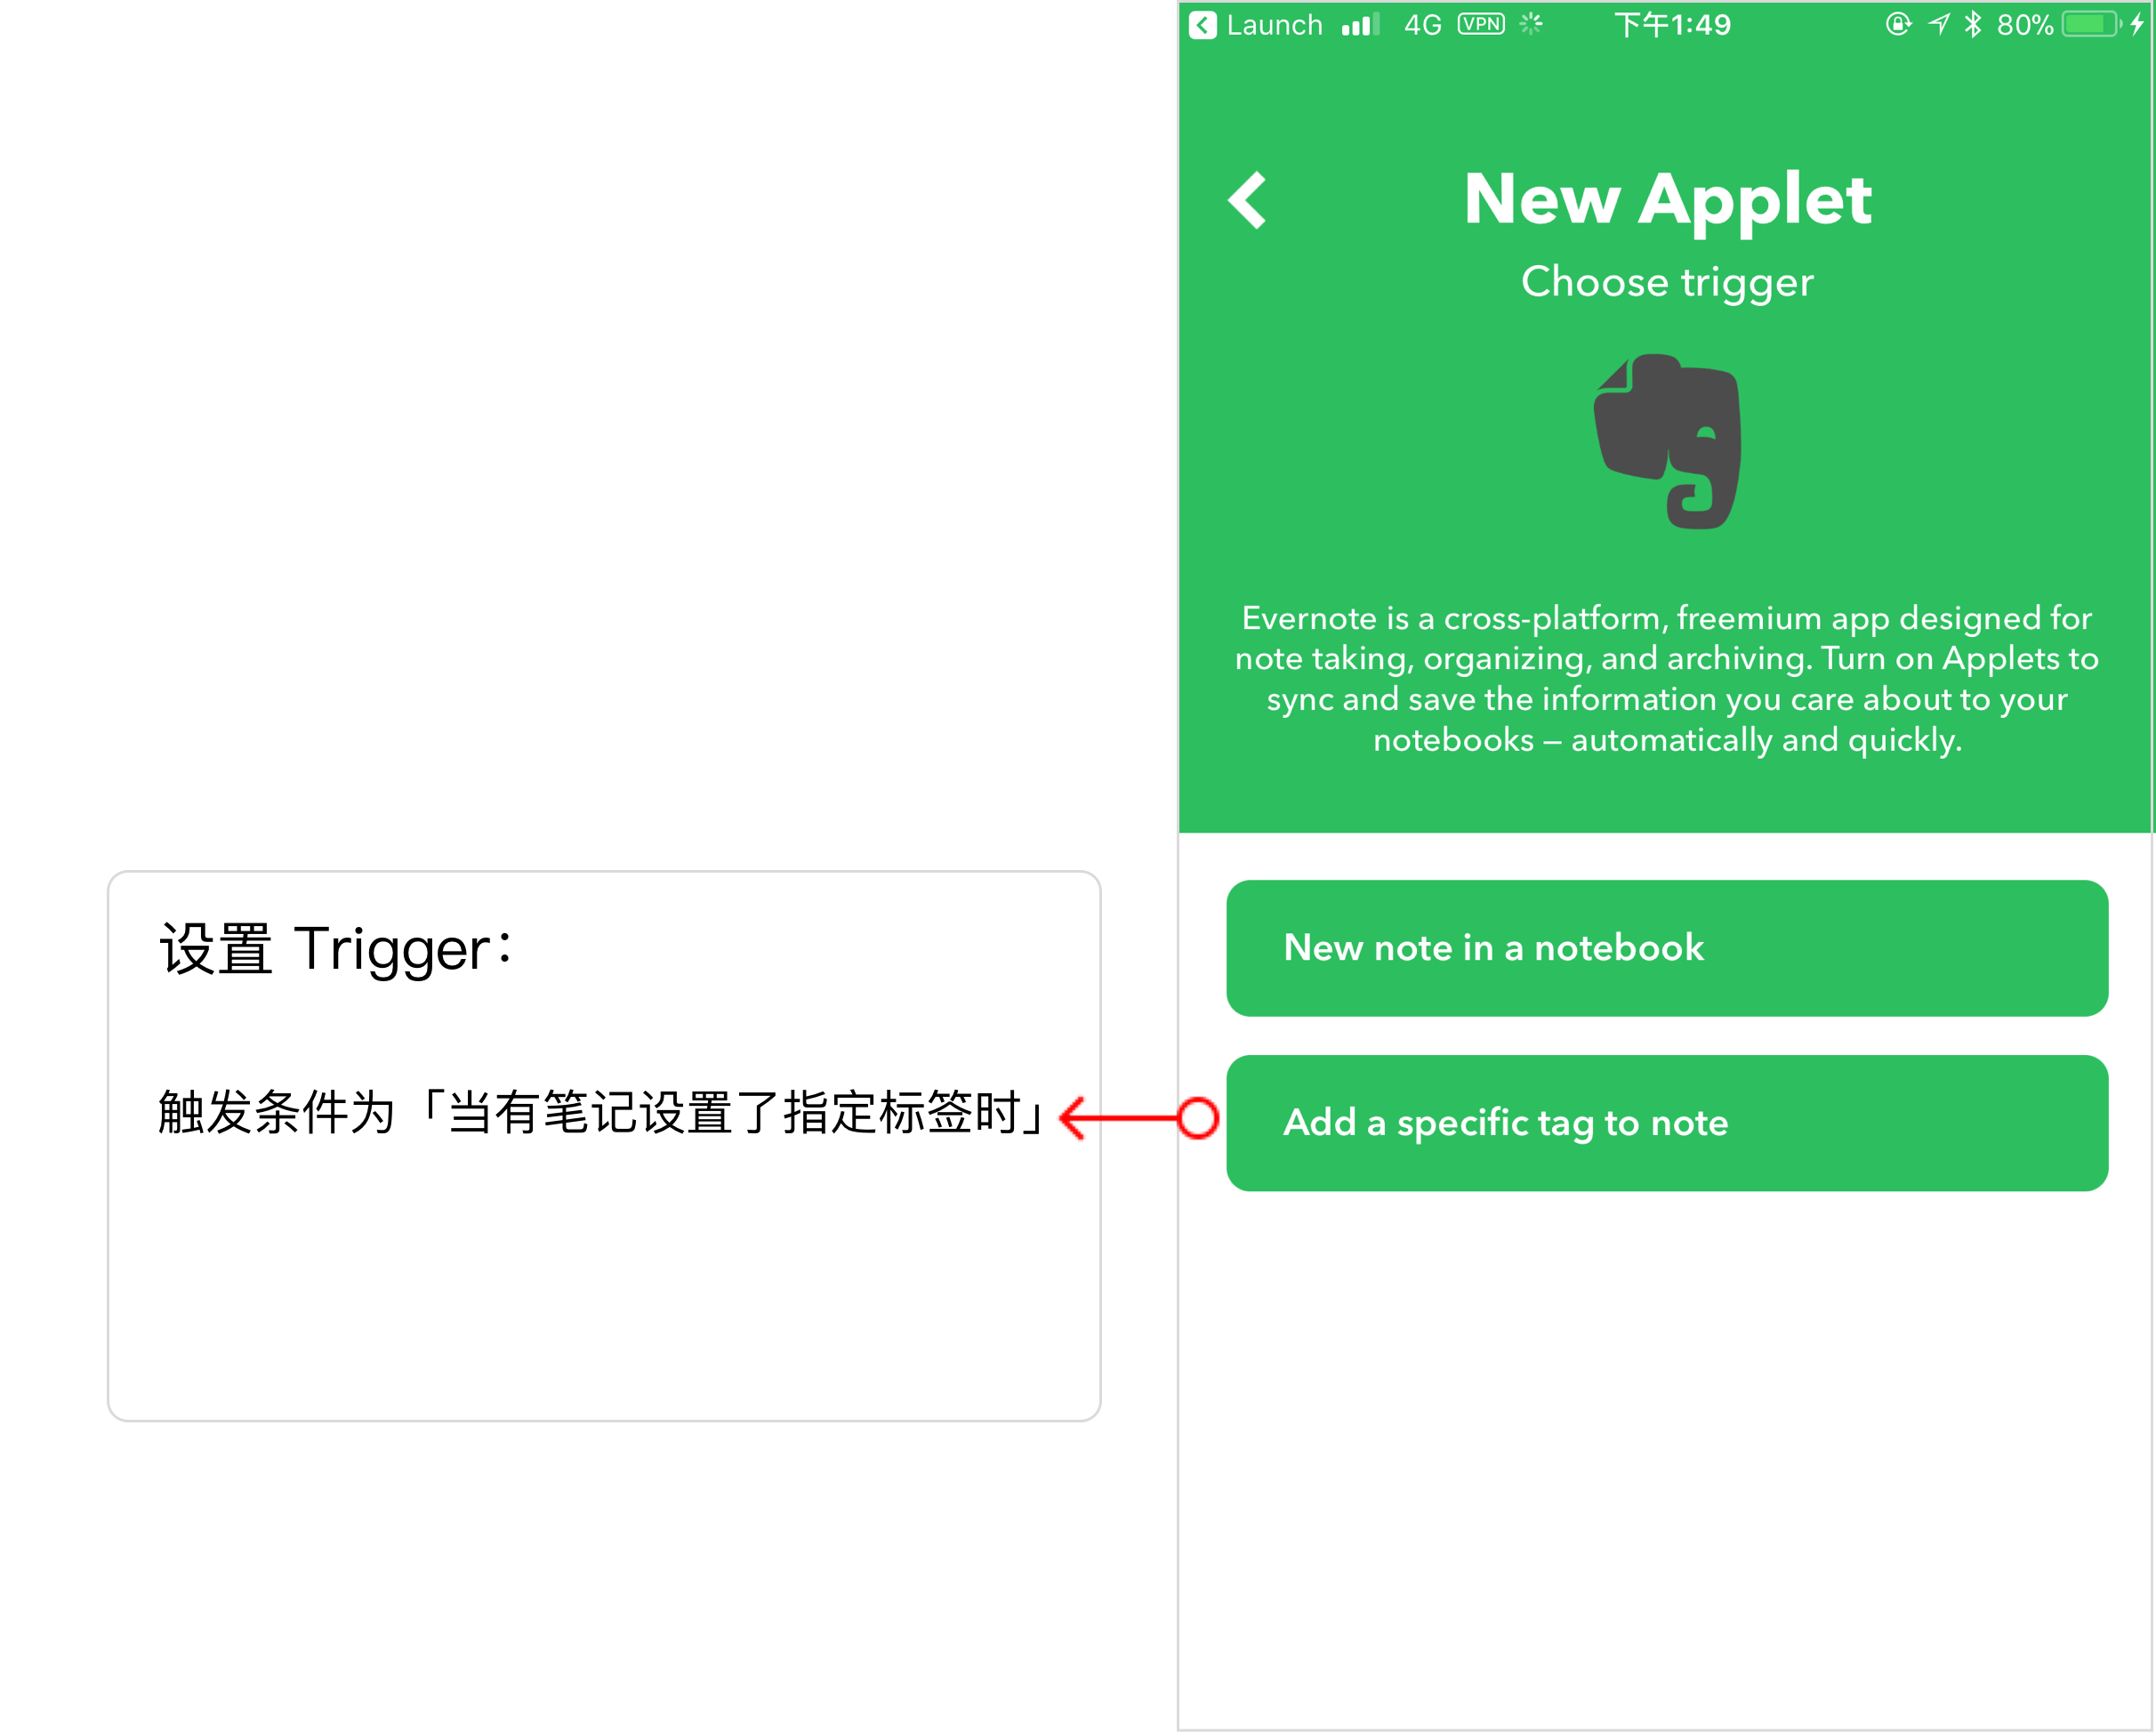 Launch 4G VPN 下午1:49 80%
New Applet
Choose trigger
Evernote is a cross-platform, freemium app designed for
note taking, organizing, and archiving. Turn on Applets to
sync and save the information you care about to your
notebooks — automatically and quickly.
设置 Trigger：
New note in a notebook
触发条件为「当有笔记设置了指定标签时」
Add a specific tag to note